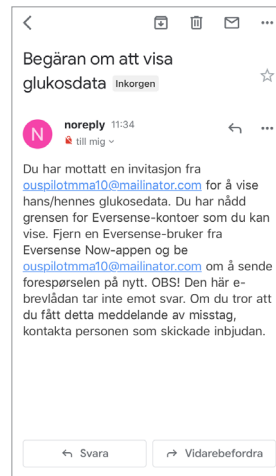 Begäran om att visa
glukosdata Inkorgen
noreply 11:34
N
till mig
Du har mottatt en invitasjon fra
ouspilotmma10@mailinator.com for å vise
hans/hennes glukosedata. Du har nådd
grensen for Eversense-kontoer som du kan
vise. Fjern en Eversense-bruker fra
Eversense Now-appen og be
ouspilotmma10@mailinator.com om å sende
forespørselen på nytt. OBS! Den här e-
brevlådan tar inte emot svar. Om du tror att
du fått detta meddelande av misstag,
kontakta personen som skickade inbjudan.
Svara Vidarebefordra